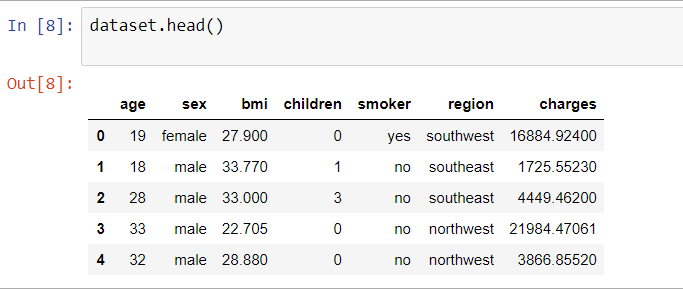 In [8]: dataset.head()
Out[8]:
age sex bmi children smoker region charges
0 19 female 27.900 0 yes southwest 16884.92400
1 18 male 33.770 1 no southeast 1725.55230
2 28 male 33.000 3 no southeast 4449.46200
3 33 male 22.705 0 no northwest 21984.47061
4 32 male 28.880 0 no northwest 3866.85520